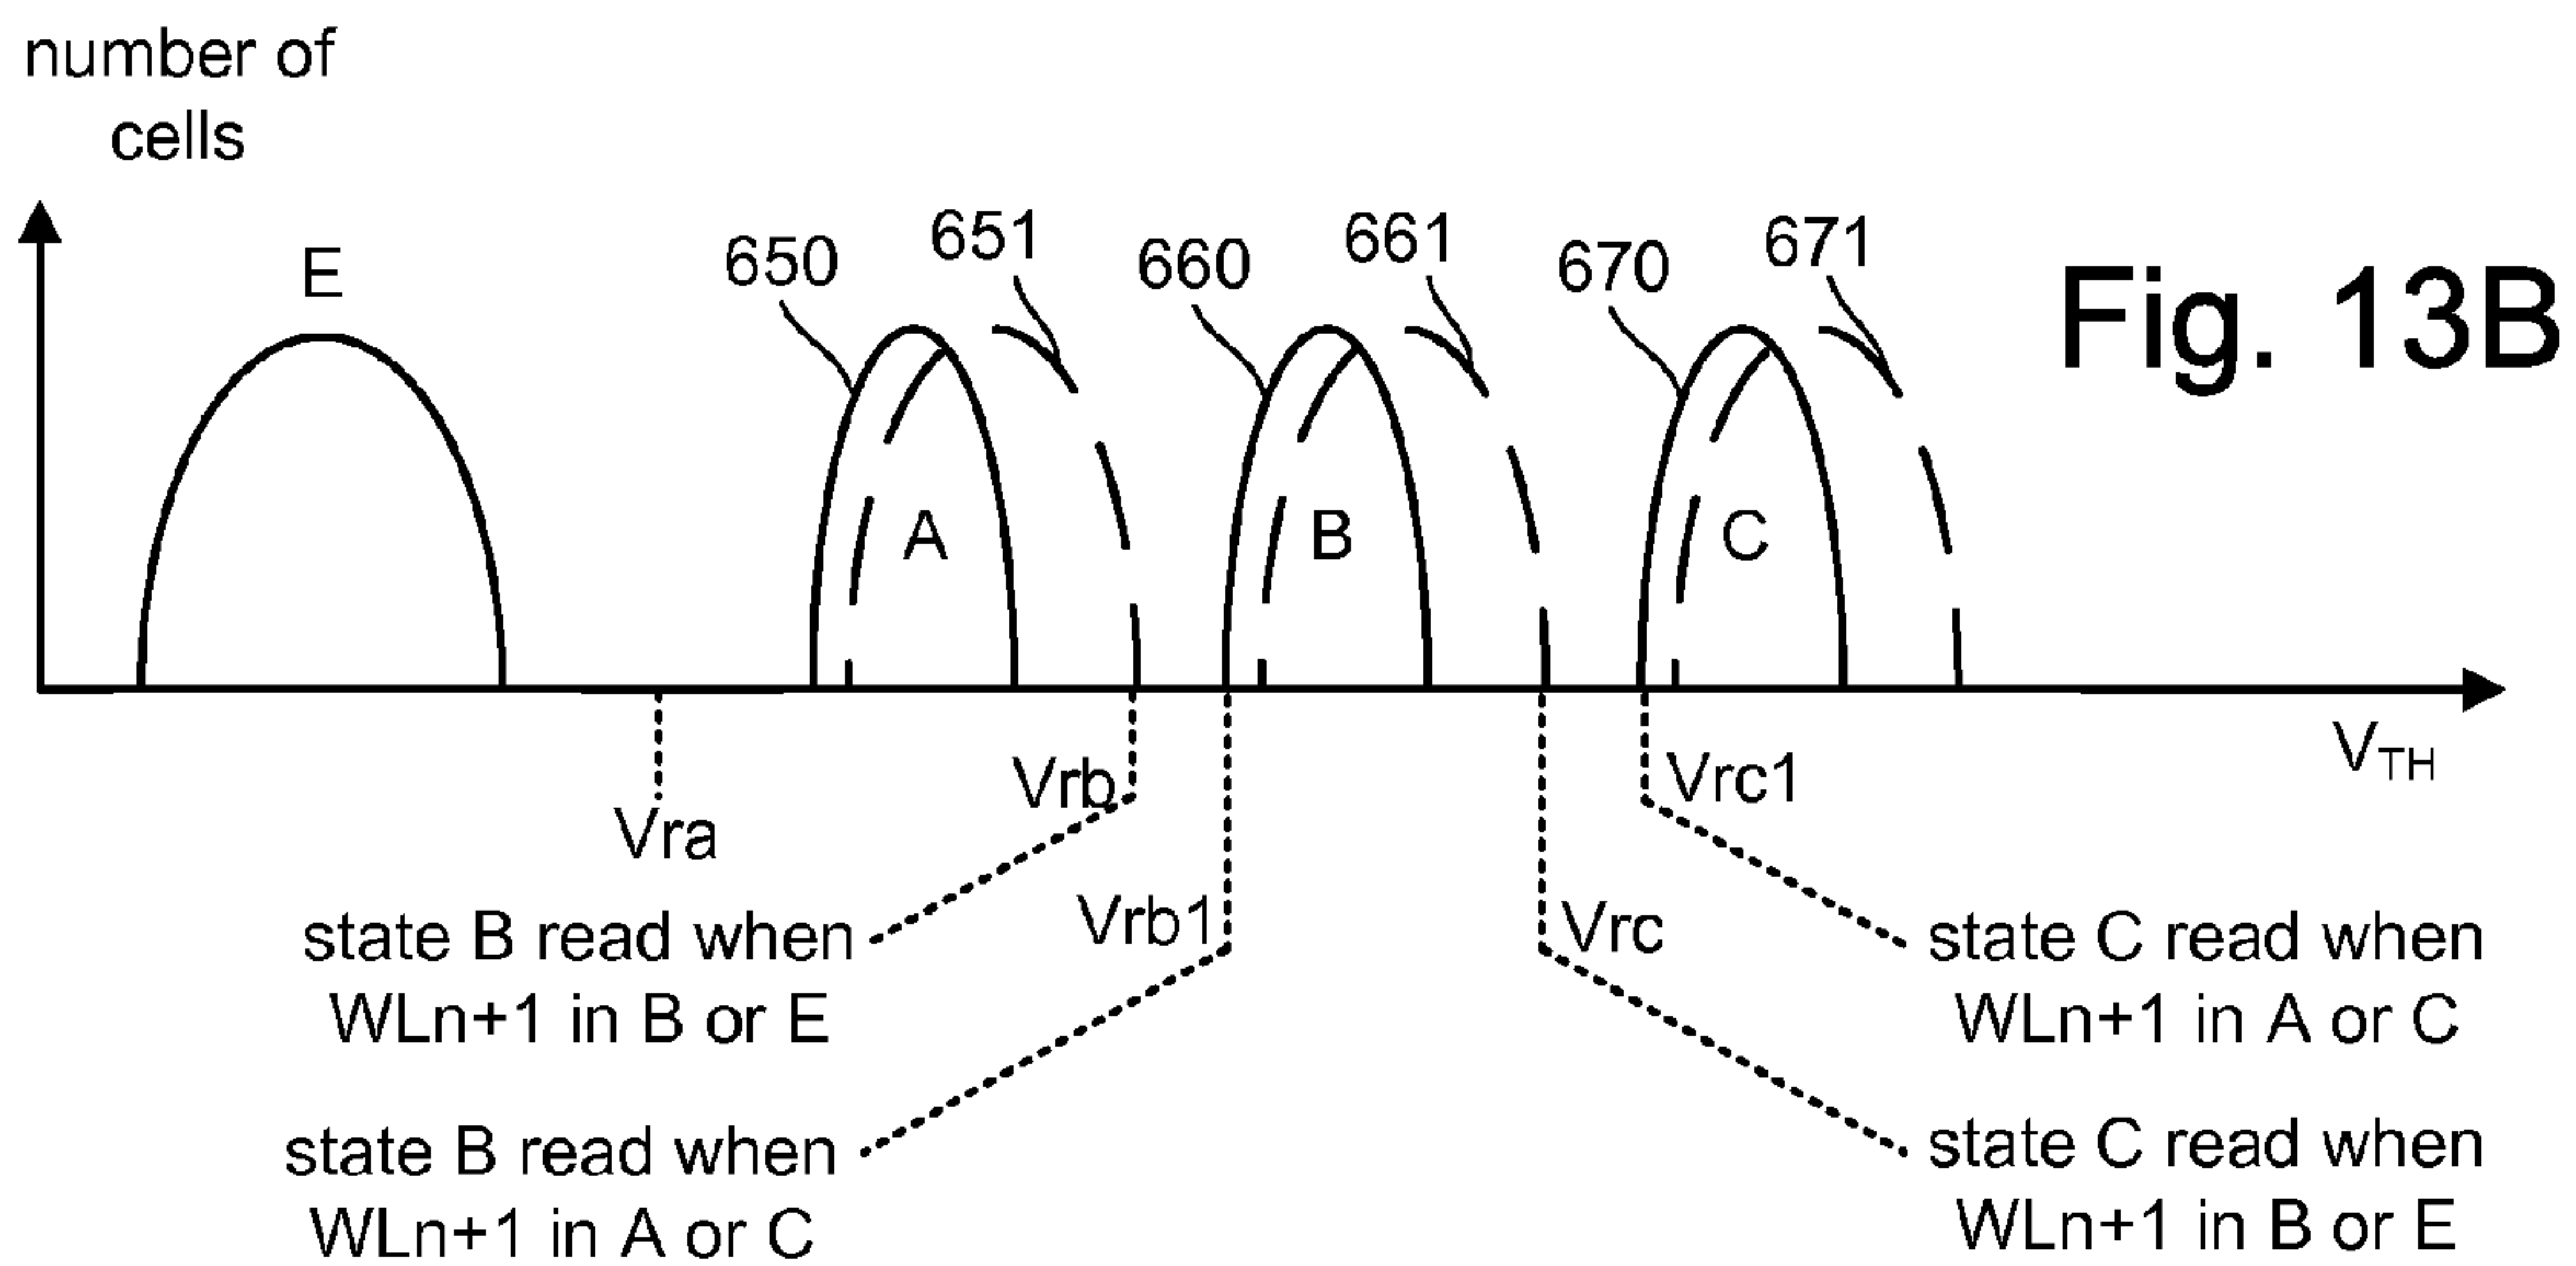 number of
cells
E
650
651
660
661
670
671
Fig. 13B
A
B
C
VTH
Vra
Vrb
Vrb1
Vrc
Vrc1
state B read when
WLn+1 in B or E
state B read when
WLn+1 in A or C
state C read when
WLn+1 in A or C
state C read when
WLn+1 in B or E